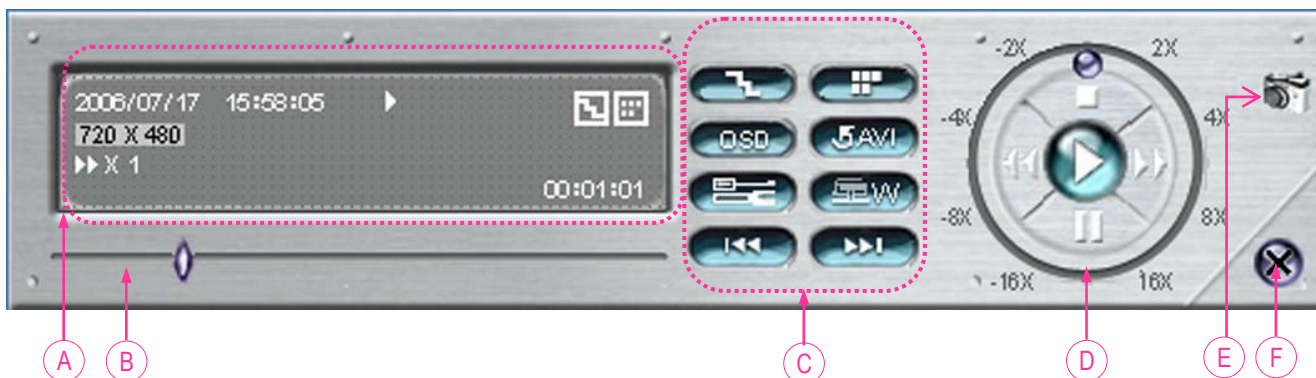 2006/07/17 15:58:05
720 X 480
X 1
00:01:01
OSD
AVI
W
-2X 2X
-4X 4X
-8X 8X
-16X 16X
A
B
C
D
E
F